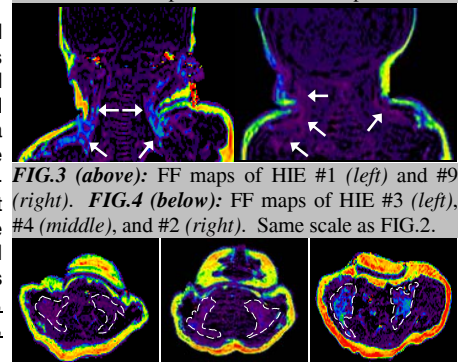 FIG.3 (above): FF maps of HIE #1 (left) and #9
(right). FIG.4 (below): FF maps of HIE #3 (left),
#4 (middle), and #2 (right). Same scale as FIG.2.